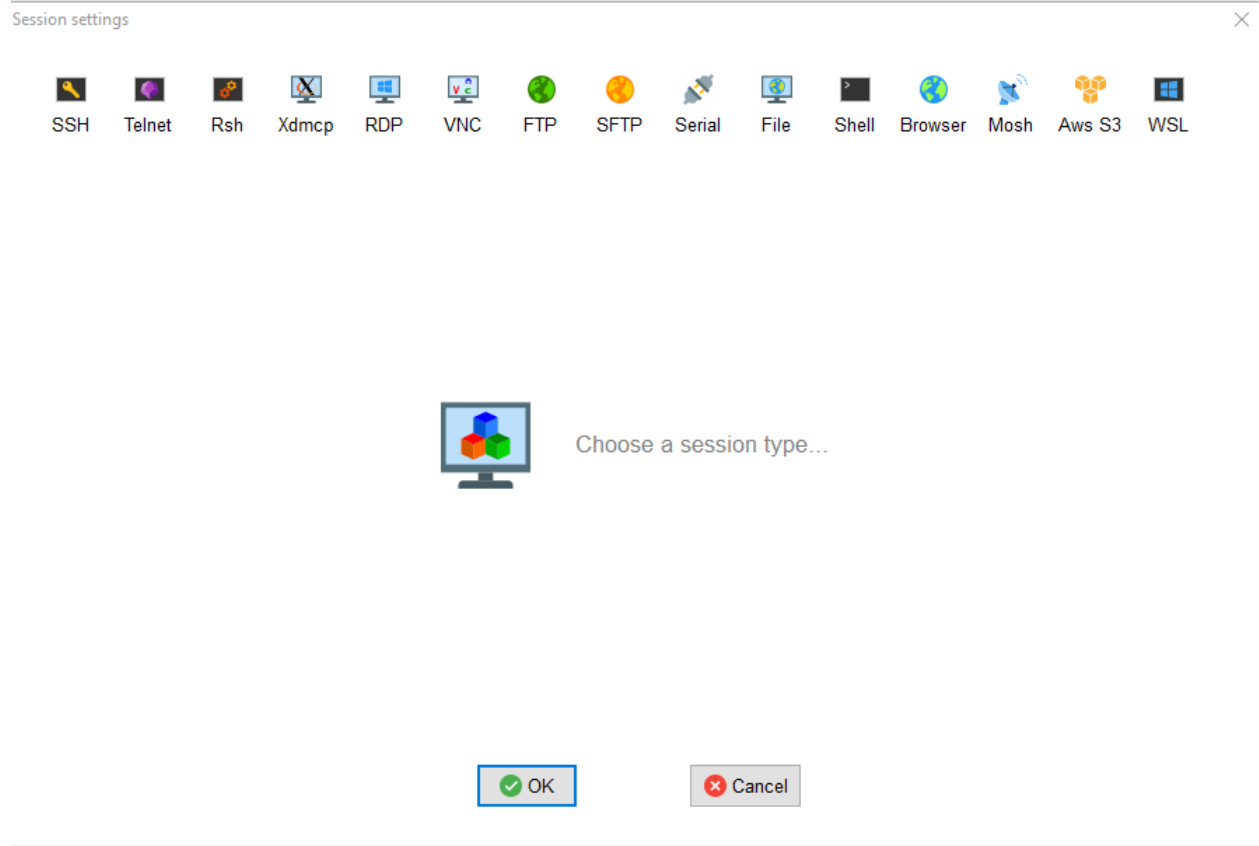 Session settings
SSH Telnet Rsh Xdmcp RDP VNC FTP SFTP Serial File Shell Browser Mosh Aws S3 WSL
Choose a session type...
OK Cancel